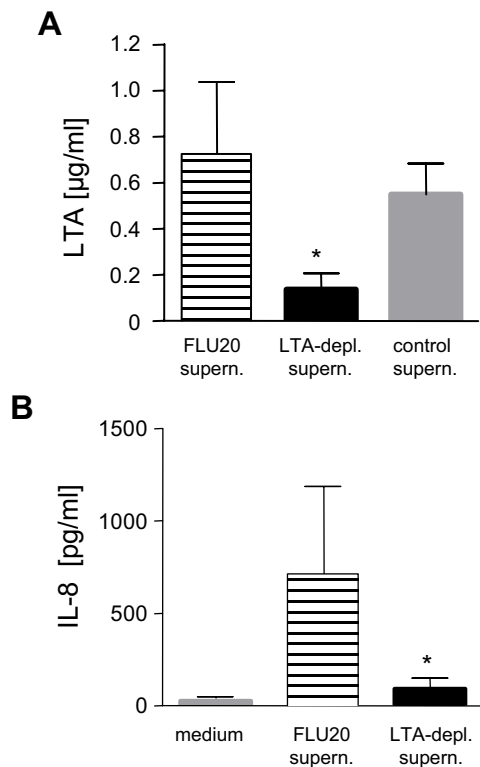 A
1.2
1.0
0.8
0.6
0.4
0.2
0
LTA [µg/ml]
*
FLU20 LTA-depl. control
supern. supern. supern.
B
1500
1000
500
0
IL-8 [pg/ml]
*
medium FLU20 LTA-depl.
supern. supern.